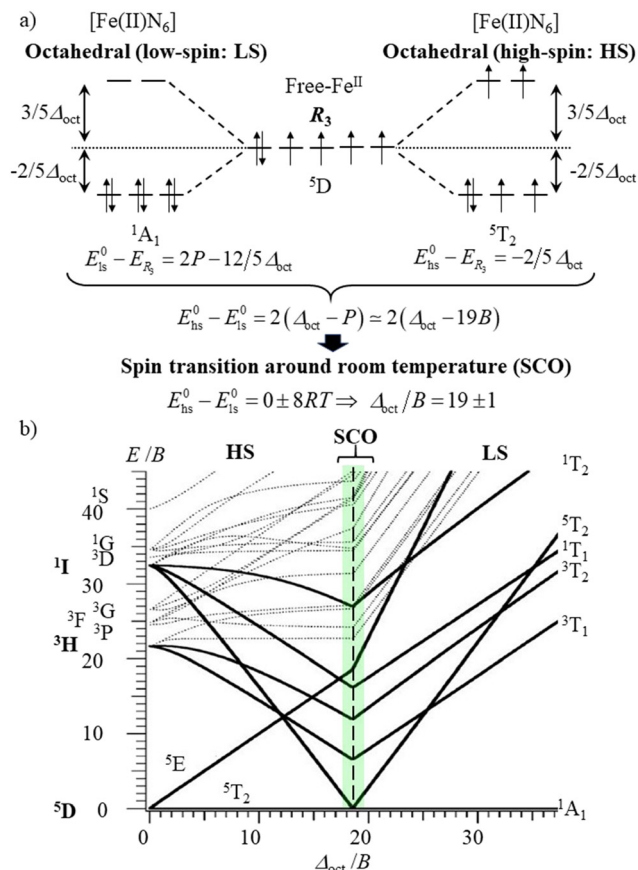 a)
[Fe(II)N₆]
Octahedral (low-spin: LS)
[Fe(II)N₆]
Octahedral (high-spin: HS)
Free-Feᴵᴵ
R₃
3/5Δoct
-2/5Δoct
3/5Δoct
-2/5Δoct
⁵D
¹A₁
⁵T₂
E⁰ls − E_R₃ = 2P − 12/5 Δoct
E⁰hs − E_R₃ = −2/5 Δoct
E⁰hs − E⁰ls = 2(Δoct − P) ≃ 2(Δoct − 19B)
Spin transition around room temperature (SCO)
E⁰hs − E⁰ls = 0 ± 8RT ⇒ Δoct/B = 19 ± 1
b)
E/B
HS
SCO
LS
¹T₂
⁵T₂
¹T₁
³T₂
³T₁
¹A₁
¹S
40
¹G
³D
¹I
30
³F
³G
³P
³H
20
10
⁵E
⁵T₂
⁵D
0
0
10
20
30
Δoct/B